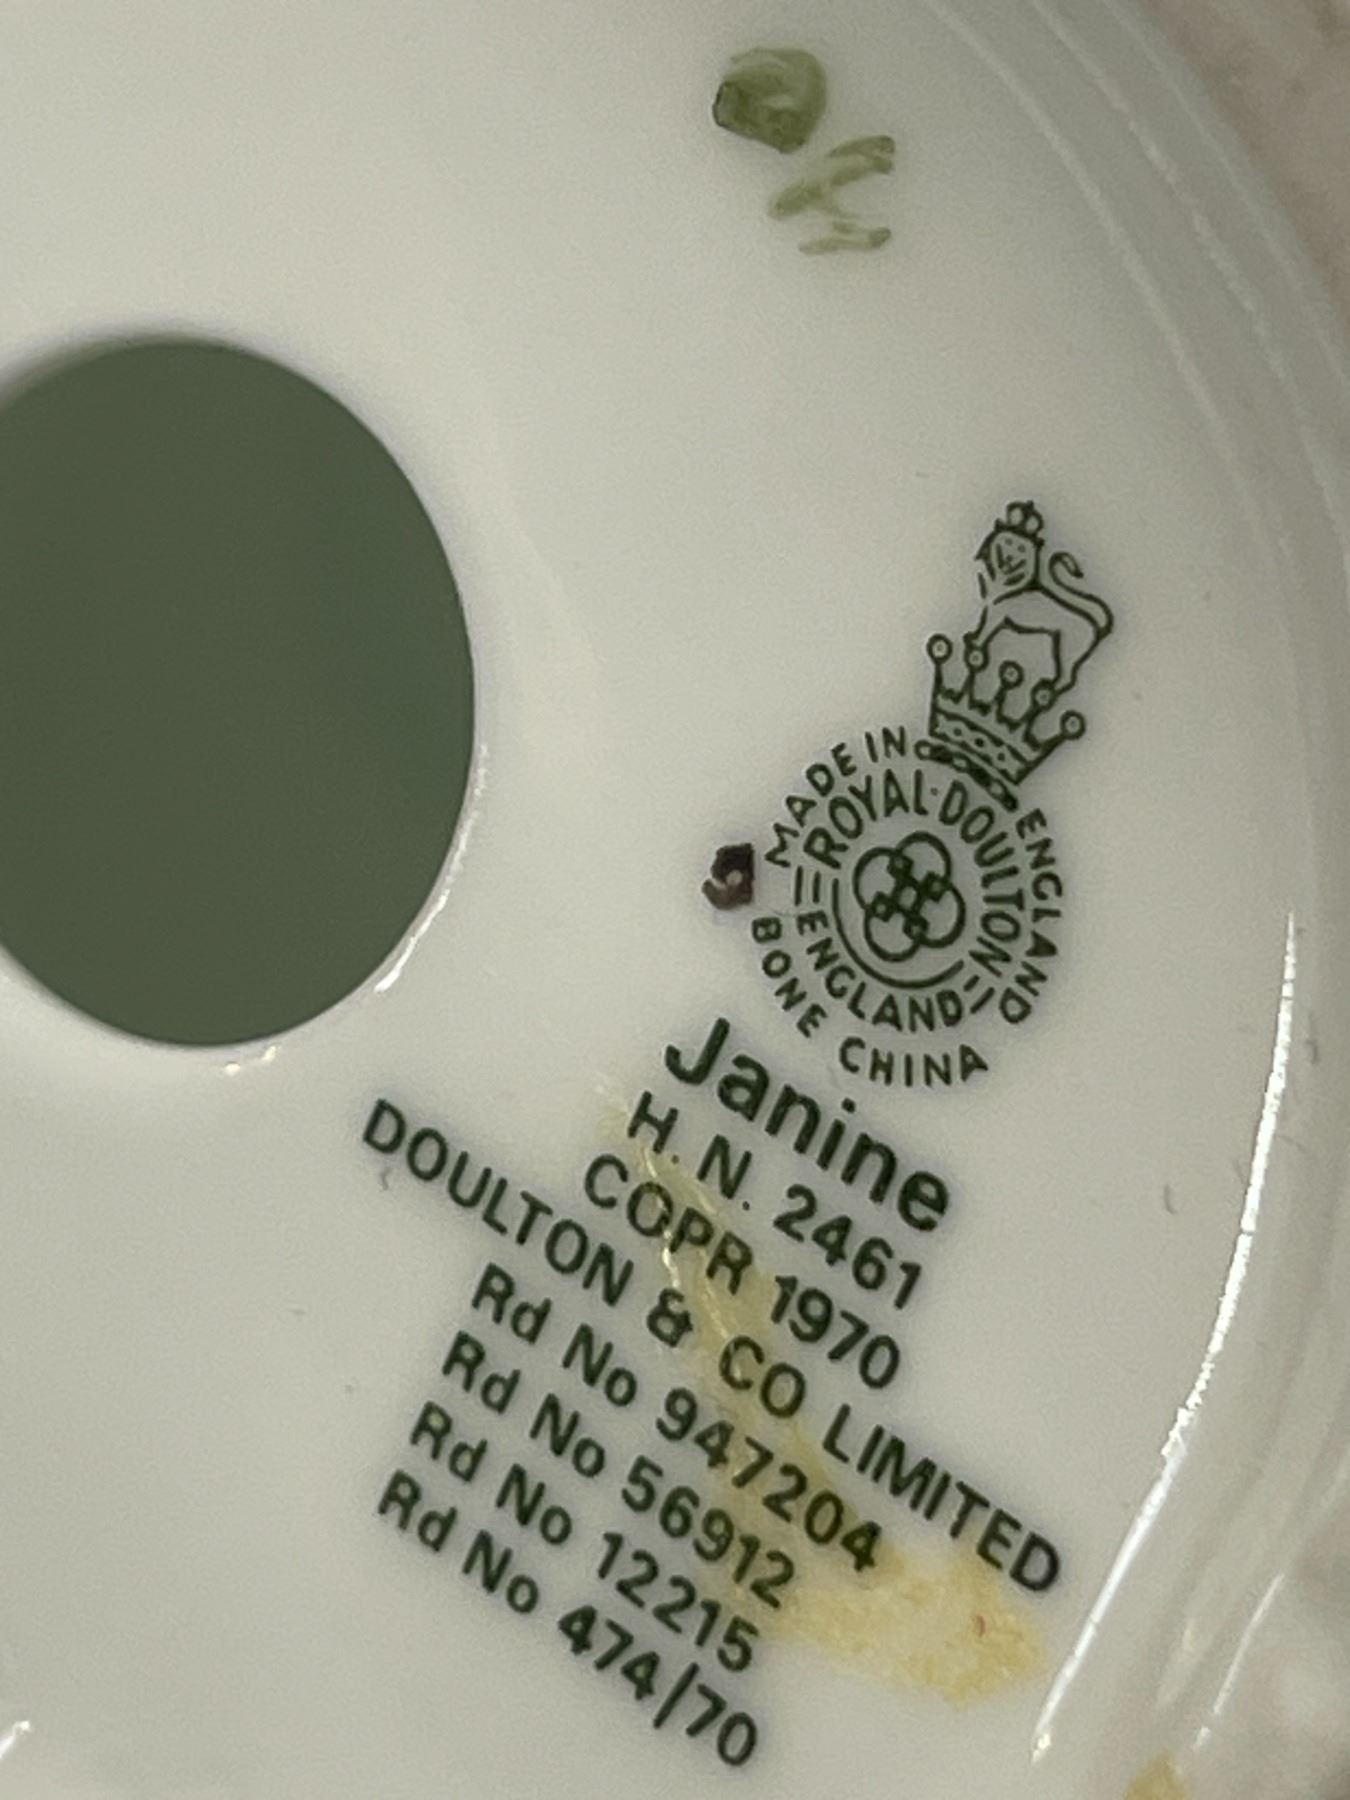 MADE IN ENGLAND
ROYAL·DOULTON
ENGLAND
BONE CHINA
Janine
H. N. 2461
COPR 1970
DOULTON & CO LIMITED
Rd No 947204
Rd No 56912
Rd No 12215
Rd No 474/70